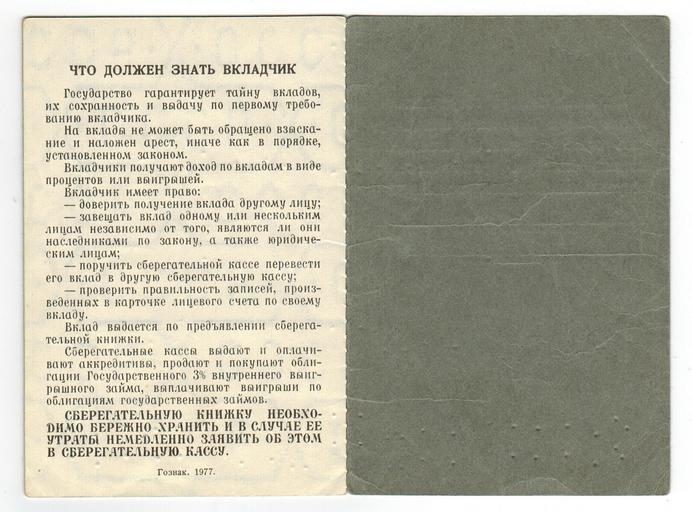 ЧТО ДОЛЖЕН ЗНАТЬ ВКЛАДЧИК
Государство гарантирует тайну вкладов,
их сохранность и выдачу по первому требо-
ванию вкладчика.
На вклады не может быть обращено взыска-
ние и наложен арест, иначе как в порядке,
установленном законом.
Вкладчики получают доход по вкладам в виде
процентов или выигрышей.
Вкладчик имеет право:
— доверить получение вклада другому лицу;
— завещать вклад одному или нескольким
лицам независимо от того, являются ли они
наследниками по закону, а также юридиче-
ским лицам;
— поручить сберегательной кассе перевести
его вклад в другую сберегательную кассу;
— проверить правильность записей, произ-
веденных в карточке лицевого счета по своему
вкладу.
Вклад выдается по предъявлении сберега-
тельной книжки.
Сберегательные кассы выдают и оплачи-
вают аккредитивы, продают и покупают обли-
гации Государственного 3% внутреннего выиг-
рышного займа, выплачивают выигрыши по
облигациям государственных займов.
СБЕРЕГАТЕЛЬНУЮ КНИЖКУ НЕОБХО-
ДИМО БЕРЕЖНО ХРАНИТЬ И В СЛУЧАЕ ЕЕ
УТРАТЫ НЕМЕДЛЕННО ЗАЯВИТЬ ОБ ЭТОМ
В СБЕРЕГАТЕЛЬНУЮ КАССУ.
Гознак. 1977.